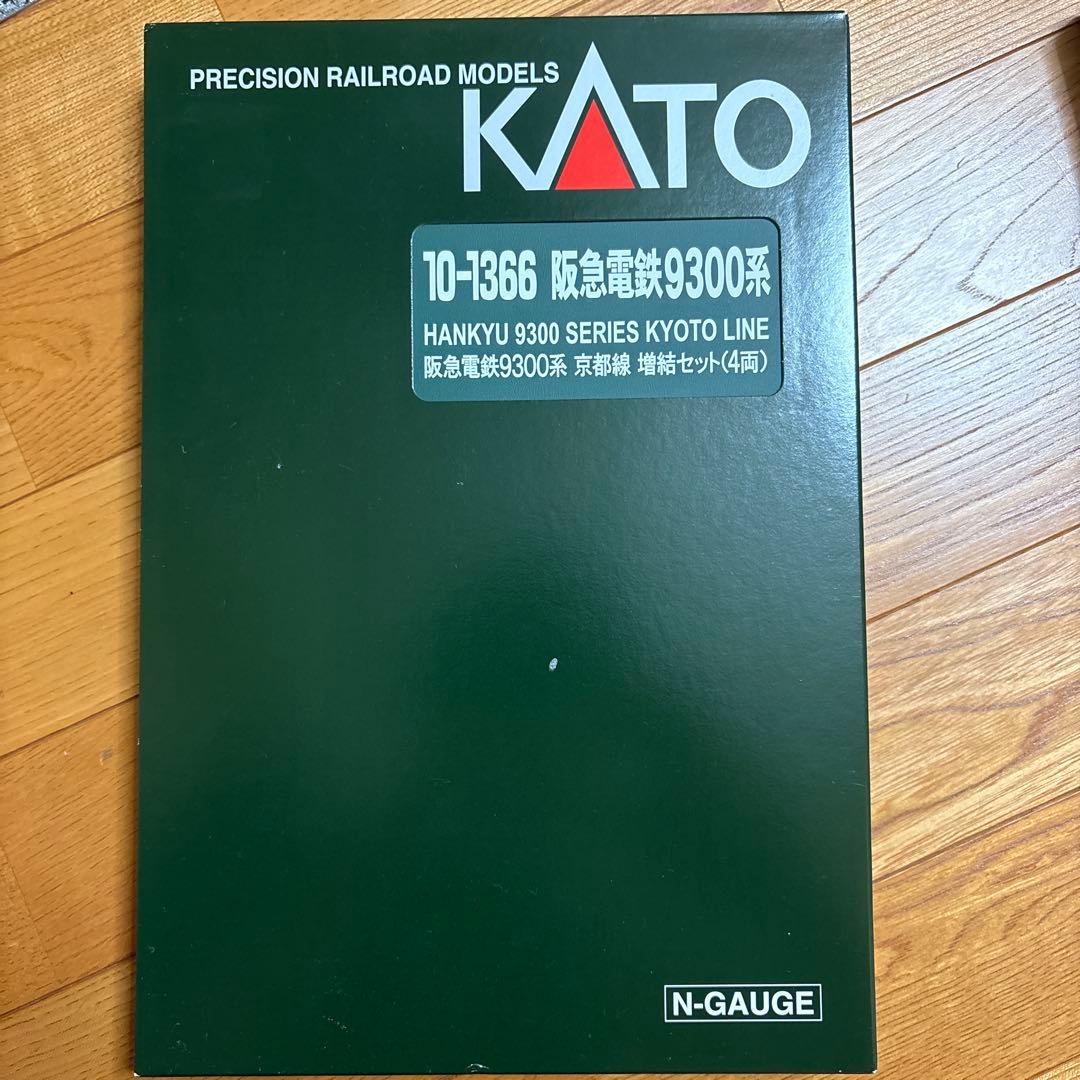 PRECISION RAILROAD MODELS
KATO
10-1366 阪急電鉄9300系
HANKYU 9300 SERIES KYOTO LINE
阪急電鉄9300系 京都線 増結セット(4両)
N-GAUGE